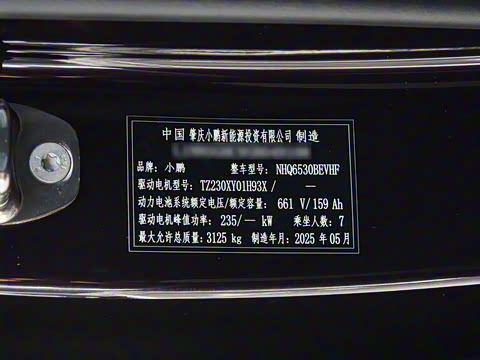 中国 肇庆小鹏新能源投资有限公司 制造
品牌: 小鹏 整车型号: NHQ6530BEVHF
驱动电机型号: TZ230XY01H93X / —
动力电池系统额定电压/额定容量: 661 V/ 159 Ah
驱动电机峰值功率: 235/— kW 乘坐人数: 7
最大允许总质量: 3125 kg 制造年月: 2025 年 05 月